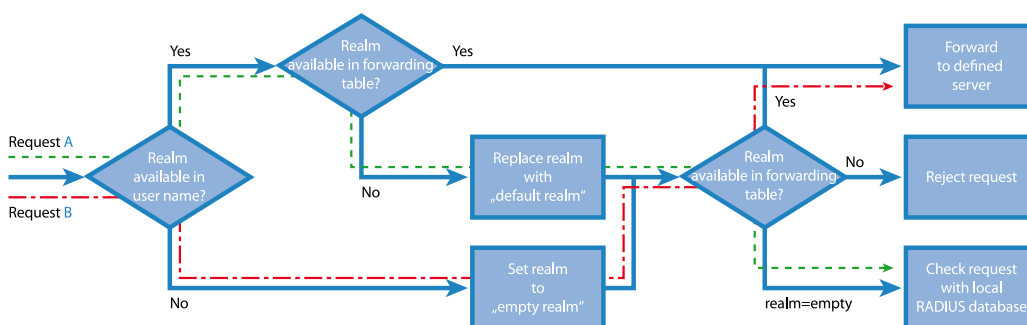 Yes
Realm
available in forwarding
table?
Yes
Forward
to defined
server
Request A
Request B
Realm
available in
user name?
No
Replace realm
with
„default realm“
Yes
Realm
available in forwarding
table?
No
Reject request
No
Set realm
to
„empty realm“
realm=empty
Check request
with local
RADIUS database